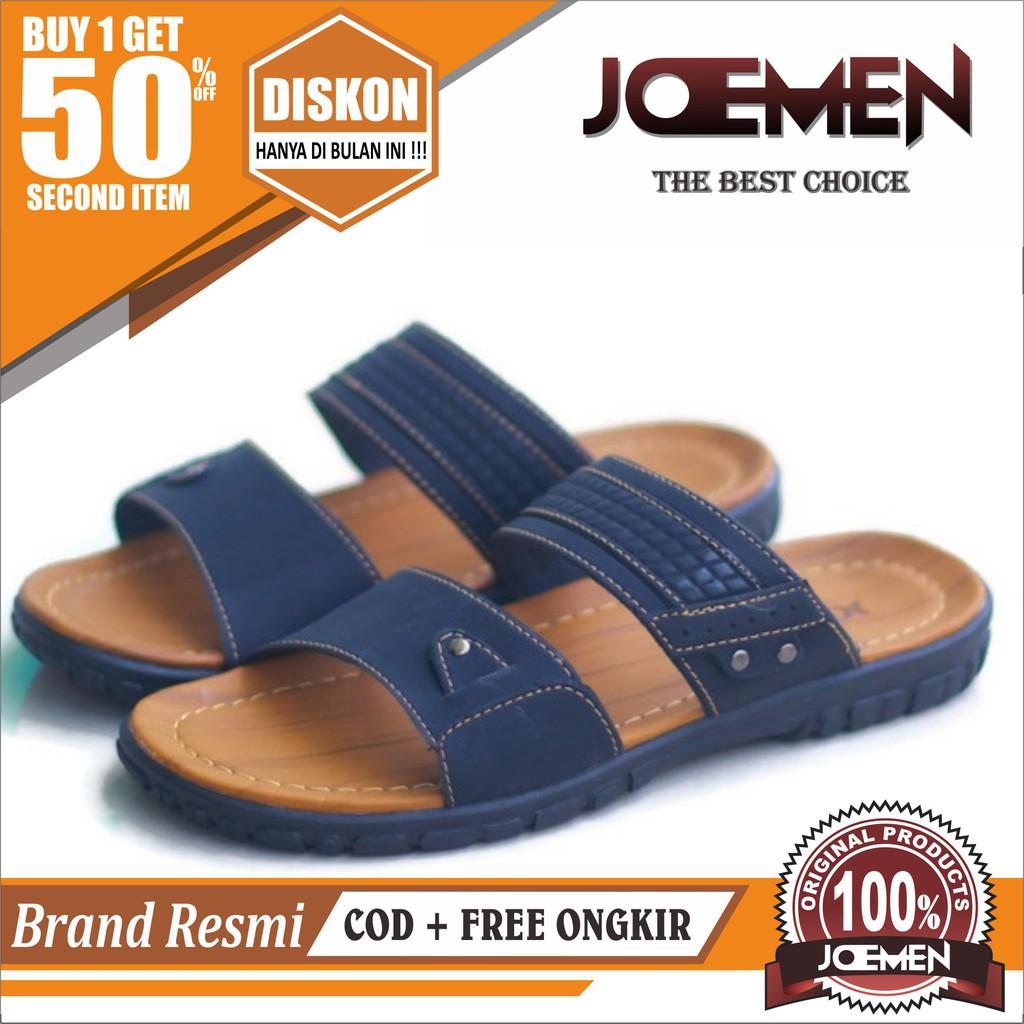 BUY 1 GET
50% OFF
SECOND ITEM
DISKON
HANYA DI BULAN INI !!!
JOEMEN
THE BEST CHOICE
Brand Resmi
COD + FREE ONGKIR
ORIGINAL PRODUCTS
100%
JOEMEN